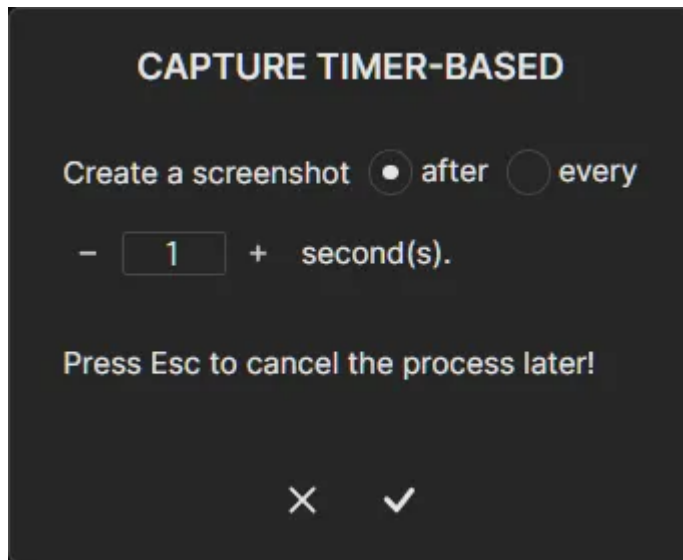 CAPTURE TIMER-BASED
Create a screenshot after every
− 1 + second(s).
Press Esc to cancel the process later!